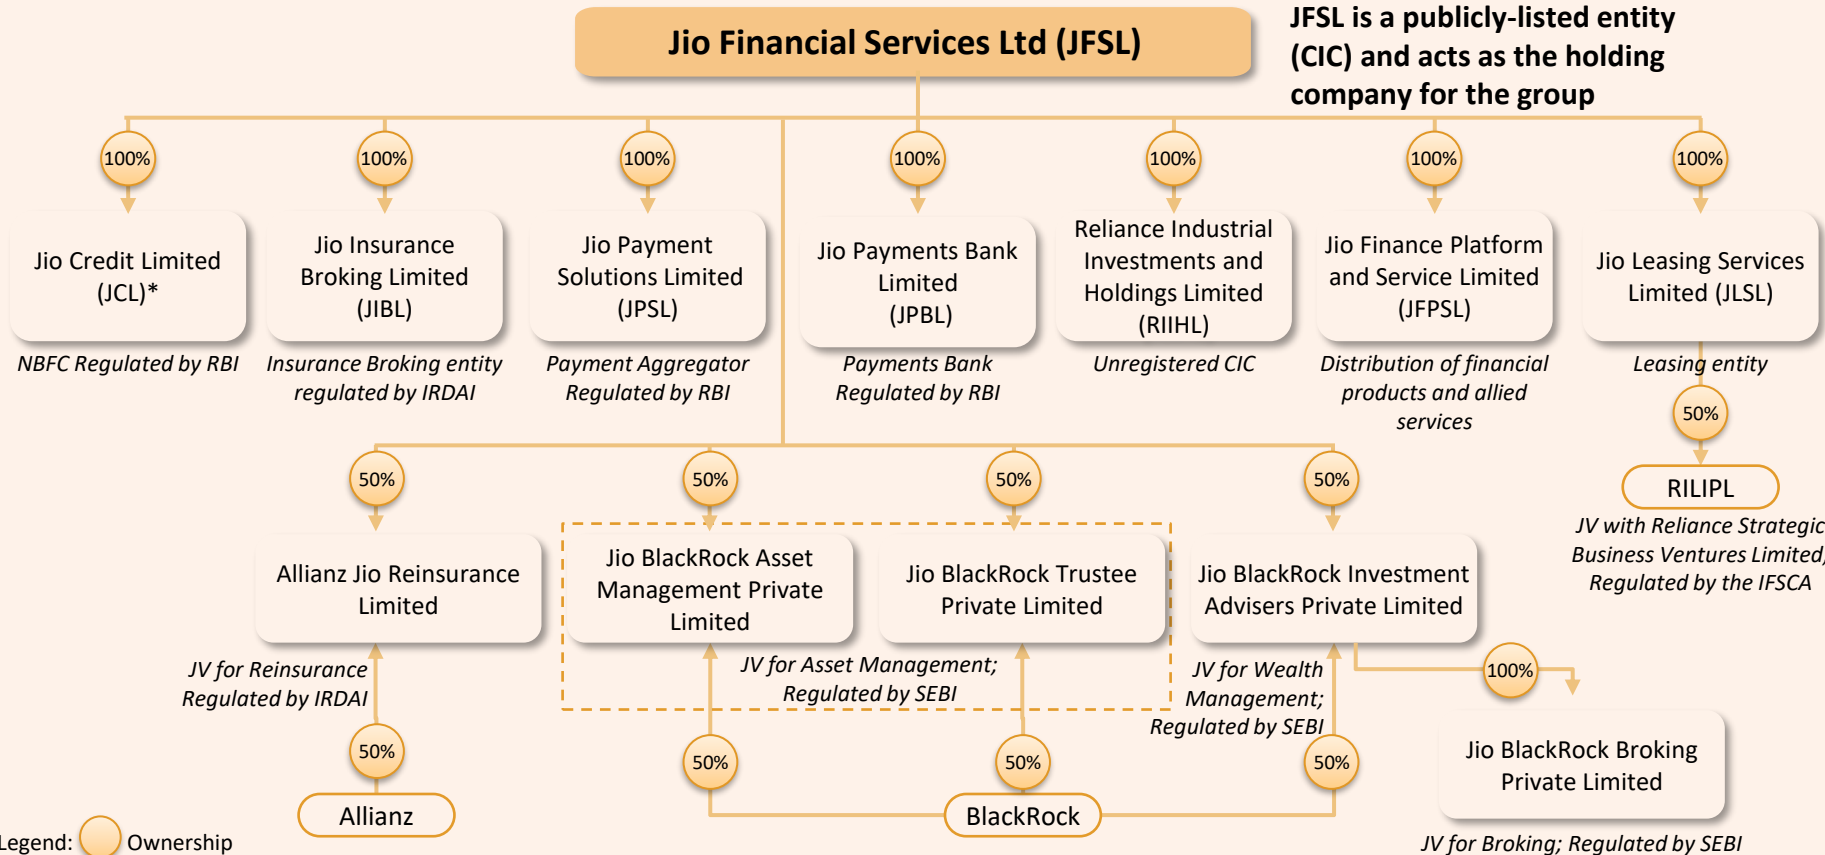 Jio Financial Services Ltd (JFSL)
JFSL is a publicly-listed entity
(CIC) and acts as the holding
company for the group
100%
100%
100%
100%
100%
100%
100%
Jio Credit Limited
(JCL)*
NBFC Regulated by RBI
Jio Insurance
Broking Limited
(JIBL)
Insurance Broking entity
regulated by IRDAI
Jio Payment
Solutions Limited
(JPSL)
Payment Aggregator
Regulated by RBI
Jio Payments Bank
Limited
(JPBL)
Payments Bank
Regulated by RBI
Reliance Industrial
Investments and
Holdings Limited
(RIIHL)
Unregistered CIC
Jio Finance Platform
and Service Limited
(JFPSL)
Distribution of financial
products and allied
services
Jio Leasing Services
Limited (JLSL)
Leasing entity
50%
RILIPL
JV with Reliance Strategic
Business Ventures Limited,
Regulated by the IFSCA
50%
50%
50%
50%
Allianz Jio Reinsurance
Limited
JV for Reinsurance
Regulated by IRDAI
Jio BlackRock Asset
Management Private
Limited
Jio BlackRock Trustee
Private Limited
JV for Asset Management;
Regulated by SEBI
Jio BlackRock Investment
Advisers Private Limited
JV for Wealth
Management;
Regulated by SEBI
100%
50%
50%
50%
50%
Jio BlackRock Broking
Private Limited
JV for Broking; Regulated by SEBI
Allianz
BlackRock
Legend: Ownership